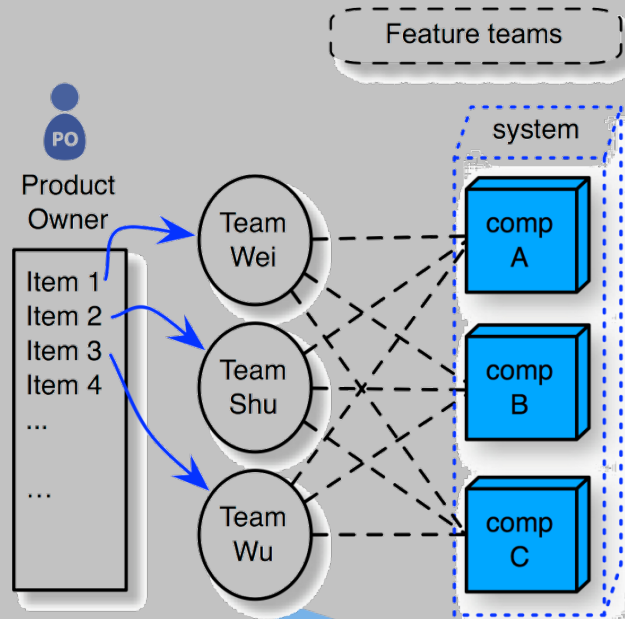 Feature teams
PO
Product
Owner
Item 1
Item 2
Item 3
Item 4
...
...
Team
Wei
Team
Shu
Team
Wu
system
comp
A
comp
B
comp
C